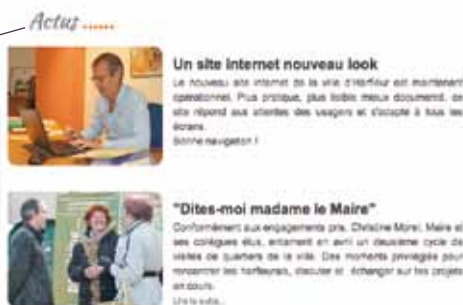 Actus ......
Un site Internet nouveau look
Le nouveau site internet de la ville d'Harfleur est maintenant
opérationnel. Plus pratique, plus lisible mieux documenté, ce
site répond aux attentes des usagers et s'adapte à tous les
écrans.
Bonne navigation !
"Dites-moi madame le Maire"
Conformément aux engagements pris, Christine Morel, Maire et
ses collègues élus, entament en avril un deuxième cycle de
visites de quartiers de la ville. Des moments privilégiés pour
rencontrer les harfleurais, discuter et échanger sur les projets
en cours.
Lire la suite...